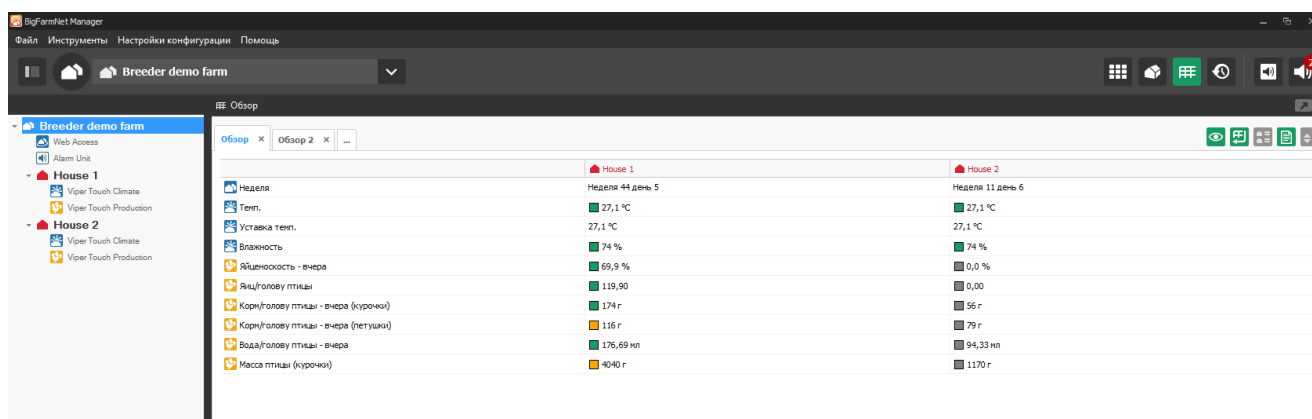 BigFarmNet Manager
Файл Инструменты Настройки конфигурации Помощь
Breeder demo farm
2
Обзор
Breeder demo farm
Web Access
Alarm Unit
House 1
Viper Touch Climate
Viper Touch Production
House 2
Viper Touch Climate
Viper Touch Production
Обзор × Обзор 2 × ...
House 1 House 2
Неделя Неделя 44 день 5 Неделя 11 день 6
Темп. 27,1 °C 27,1 °C
Уставка темп. 27,1 °C 27,1 °C
Влажность 74 % 74 %
Яйценоскость - вчера 69,9 % 0,0 %
Яиц/голову птицы 119,90 0,00
Корм/голову птицы - вчера (курочки) 174 г 56 г
Корм/голову птицы - вчера (петушки) 116 г 79 г
Вода/голову птицы - вчера 176,69 мл 94,33 мл
Масса птицы (курочки) 4040 г 1170 г